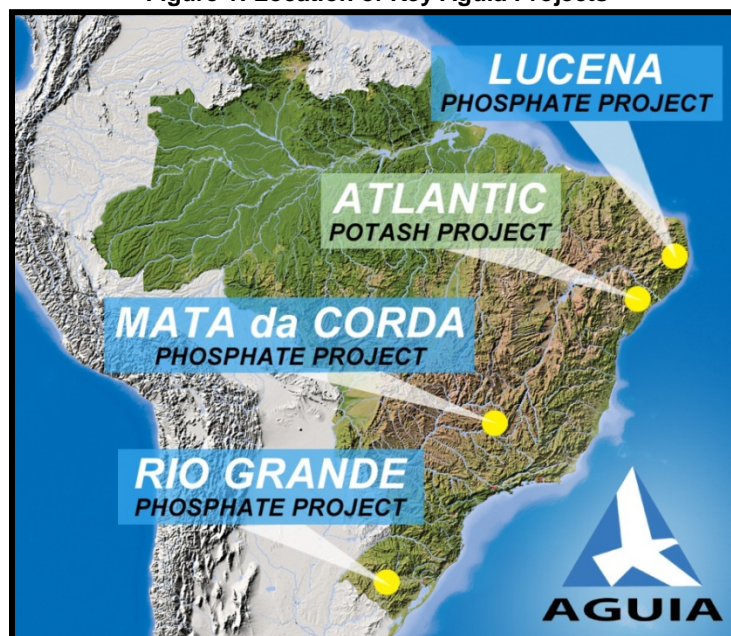 Figure 1: Location of Key Aguia Projects
LUCENA
PHOSPHATE PROJECT
ATLANTIC
POTASH PROJECT
MATA da CORDA
PHOSPHATE PROJECT
RIO GRANDE
PHOSPHATE PROJECT
AGUIA